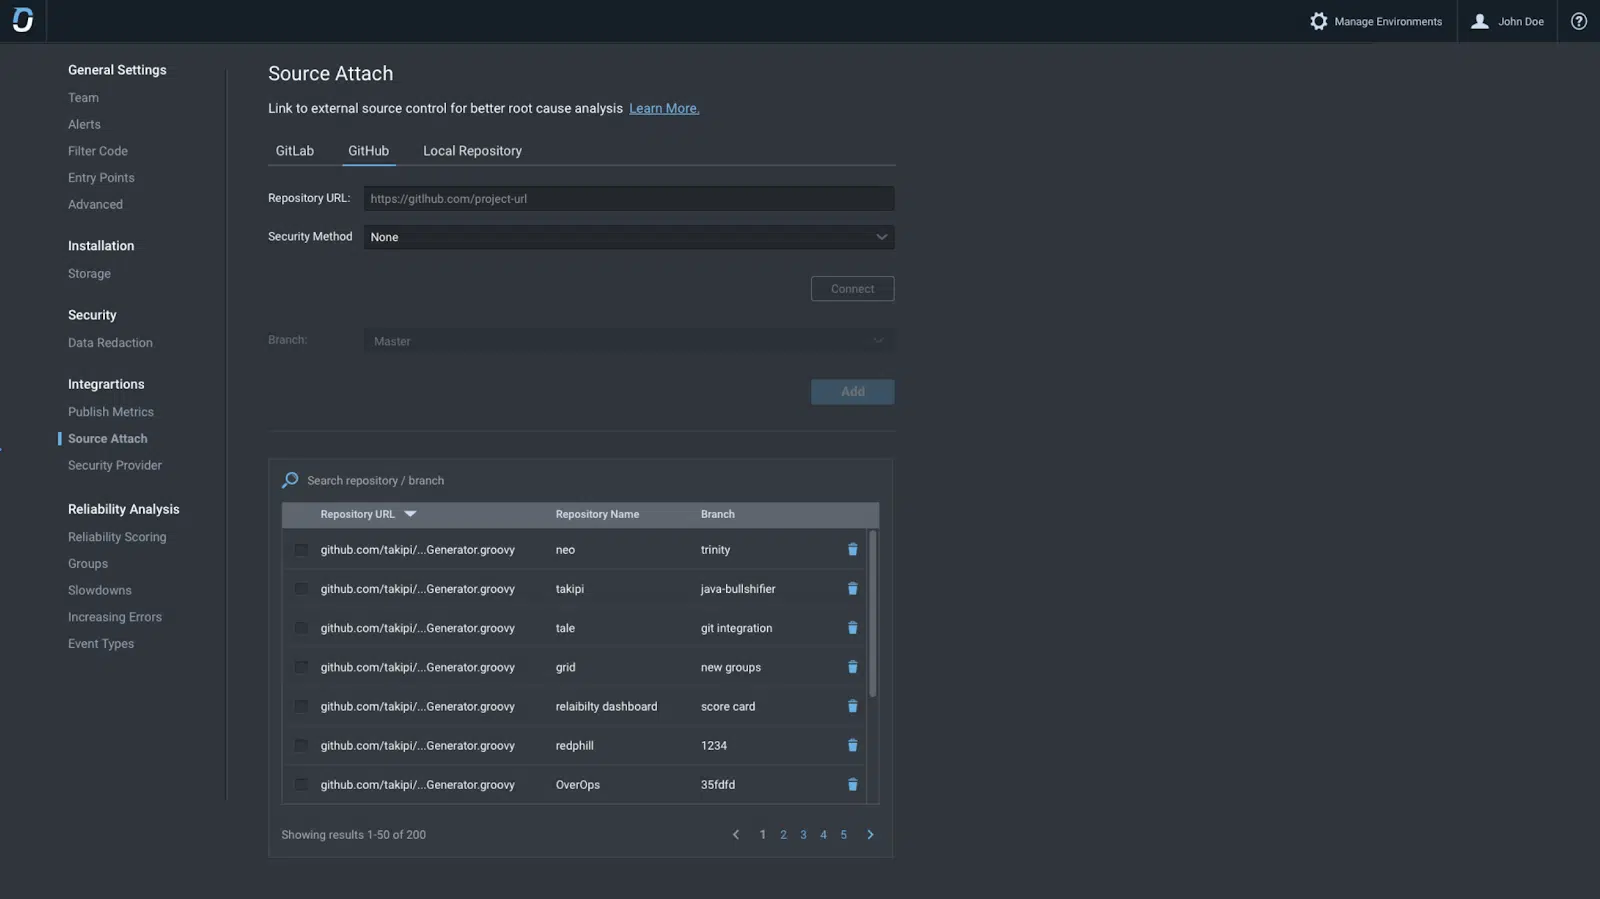 Manage Environments
John Doe
General Settings
Team
Alerts
Filter Code
Entry Points
Advanced
Installation
Storage
Security
Data Redaction
Integrartions
Publish Metrics
Source Attach
Security Provider
Reliability Analysis
Reliability Scoring
Groups
Slowdowns
Increasing Errors
Event Types
Source Attach
Link to external source control for better root cause analysis Learn More.
GitLab GitHub Local Repository
Repository URL: https://gitlhub.com/project-url
Security Method None
Connect
Branch: Master
Add
Search repository / branch
Repository URL Repository Name Branch
github.com/takipi/...Generator.groovy neo trinity
github.com/takipi/...Generator.groovy takipi java-bullshifier
github.com/takipi/...Generator.groovy tale git integration
github.com/takipi/...Generator.groovy grid new groups
github.com/takipi/...Generator.groovy relaibilty dashboard score card
github.com/takipi/...Generator.groovy redphill 1234
github.com/takipi/...Generator.groovy OverOps 35fdfd
Showing results 1-50 of 200 1 2 3 4 5